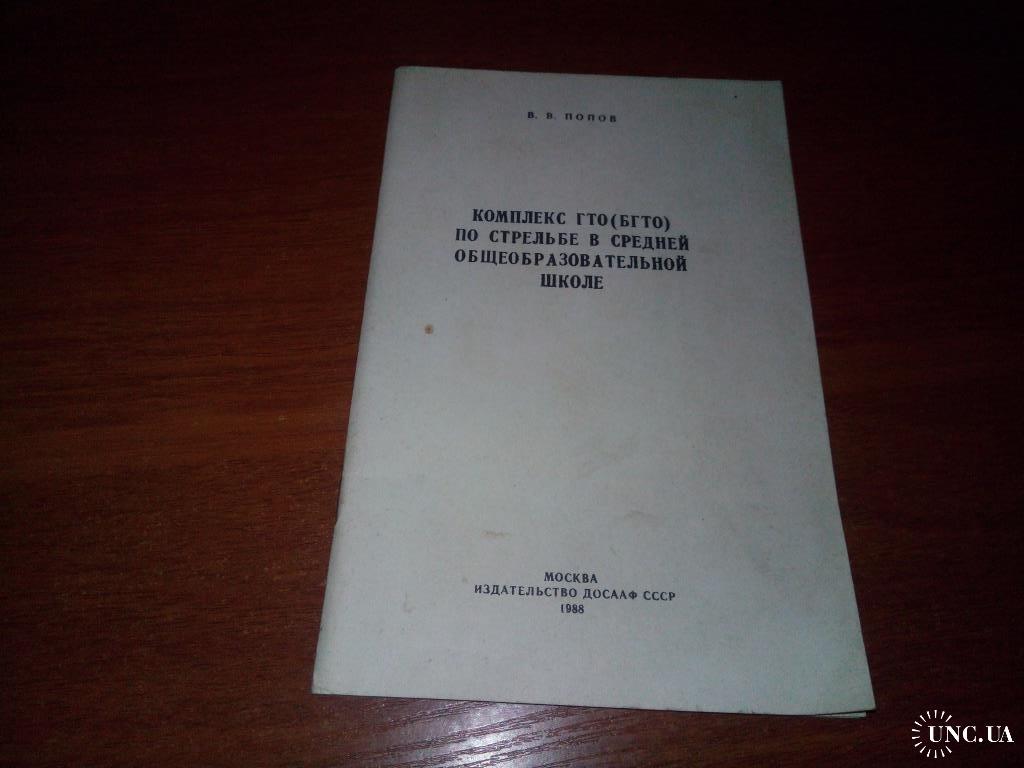 В. В. ПОПОВ
КОМПЛЕКС ГТО(БГТО)
ПО СТРЕЛЬБЕ В СРЕДНЕЙ
ОБЩЕОБРАЗОВАТЕЛЬНОЙ
ШКОЛЕ
МОСКВА
ИЗДАТЕЛЬСТВО ДОСААФ СССР
1988
UNC.UA